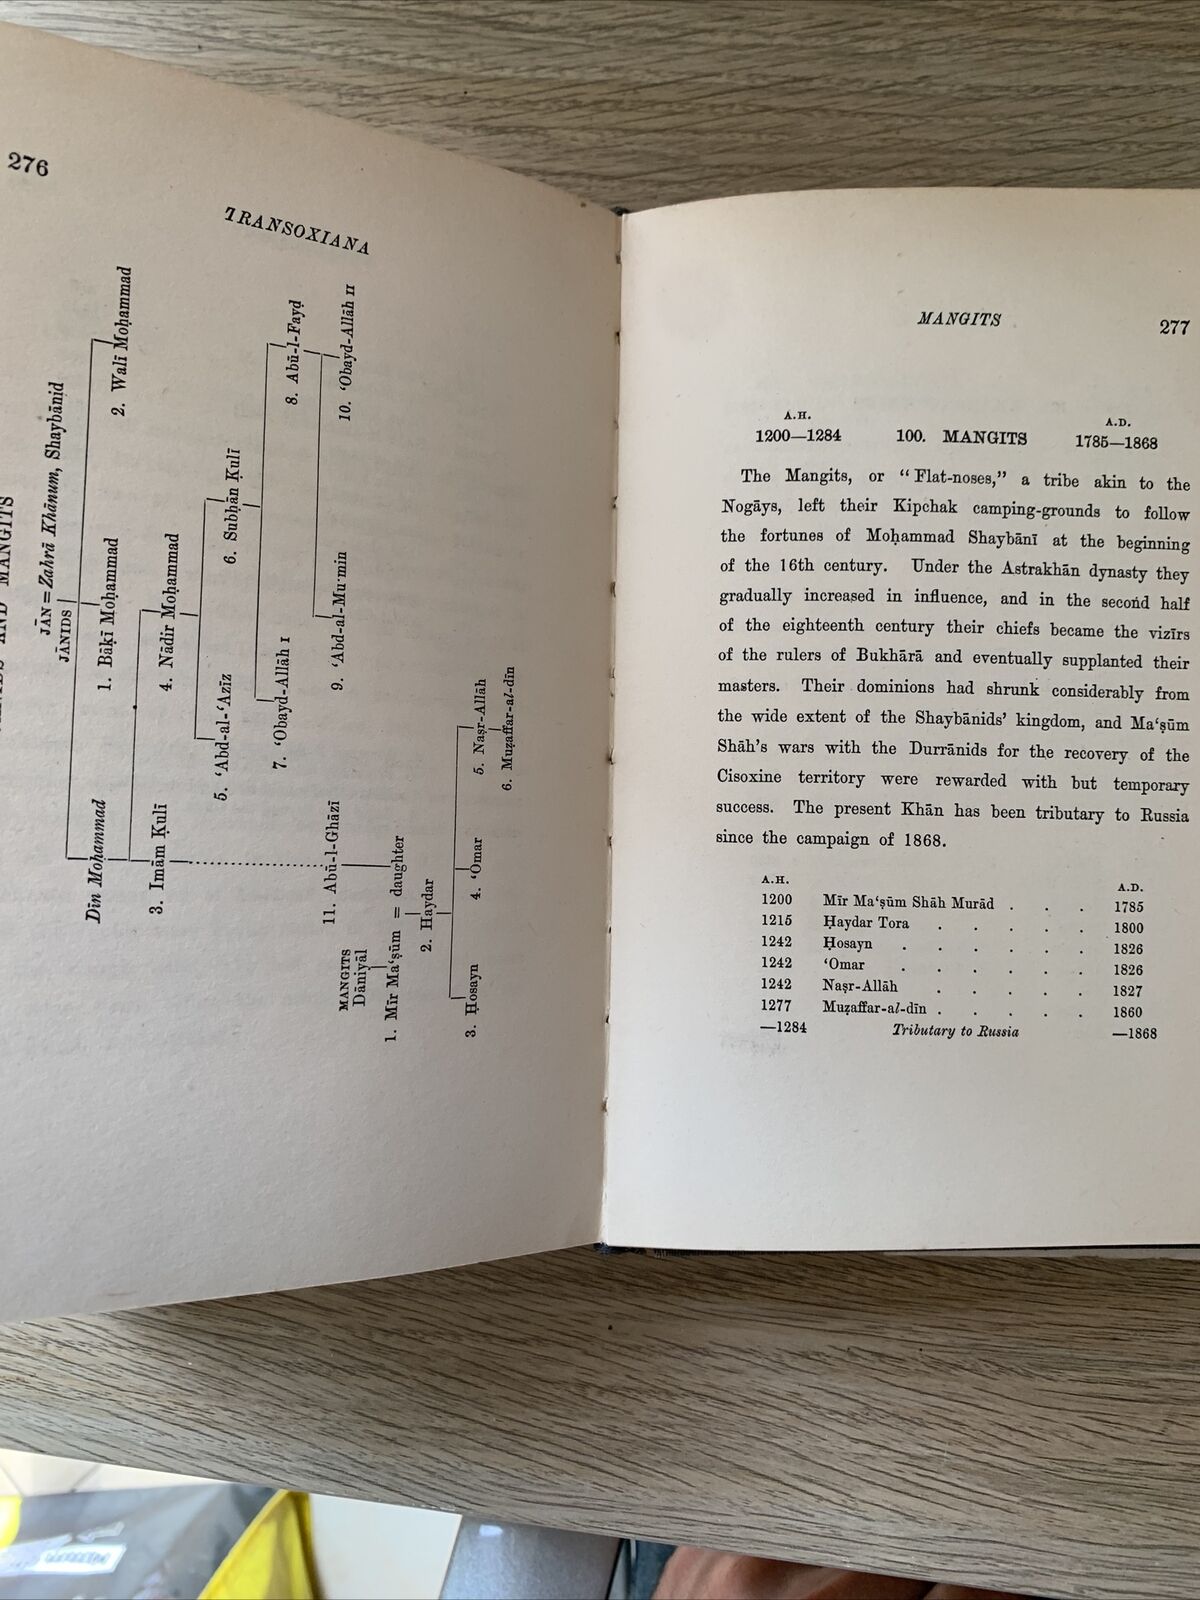 276
TRANSOXIANA
AND MANGITS
JĀN = Zahrā Khānum, Shaybānid
JĀNIDS
Dīn Moḥammad
1. Bāḳī Moḥammad
2. Walī Moḥammad
3. Imām Ḳulī
4. Nādir Moḥammad
5. ‘Abd-al-‘Azīz
6. Subḥān Ḳulī
7. ‘Obayd-Allāh I
8. Abū-l-Fayḍ
9. ‘Abd-al-Mu'min
10. ‘Obayd-Allāh II
11. Abū-l-Ghāzī
MANGITS
Dāniyāl
1. Mīr Ma‘ṣūm = daughter
2. Ḥaydar
3. Ḥosayn
4. ‘Omar
5. Naṣr-Allāh
6. Muẓaffar-al-dīn
MANGITS
277
A.H. A.D.
1200—1284 100. MANGITS 1785—1868
The Mangits, or “Flat-noses,” a tribe akin to the
Nogāys, left their Kipchak camping-grounds to follow
the fortunes of Moḥammad Shaybānī at the beginning
of the 16th century. Under the Astrakhān dynasty they
gradually increased in influence, and in the second half
of the eighteenth century their chiefs became the vizīrs
of the rulers of Bukhārā and eventually supplanted their
masters. Their dominions had shrunk considerably from
the wide extent of the Shaybānids’ kingdom, and Ma‘ṣūm
Shāh’s wars with the Durrānids for the recovery of the
Cisoxine territory were rewarded with but temporary
success. The present Khān has been tributary to Russia
since the campaign of 1868.
A.H. A.D.
1200 Mīr Ma‘ṣūm Shāh Murād . . . 1785
1215 Ḥaydar Tora . . . . . 1800
1242 Ḥosayn . . . . . . 1826
1242 ‘Omar . . . . . . 1826
1242 Naṣr-Allāh . . . . . 1827
1277 Muẓaffar-al-dīn . . . . . 1860
—1284 Tributary to Russia —1868